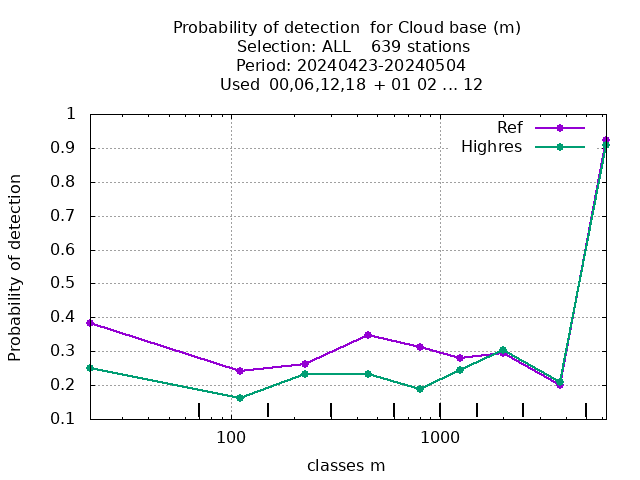 Probability of detection  for Cloud base (m)
Selection: ALL    639 stations
Period: 20240423-20240504
Used  00,06,12,18  + 01 02 ... 12
Ref
Highres
1
0.9
0.8
0.7
0.6
0.5
0.4
0.3
0.2
0.1
Probability of detection
100
1000
classes m